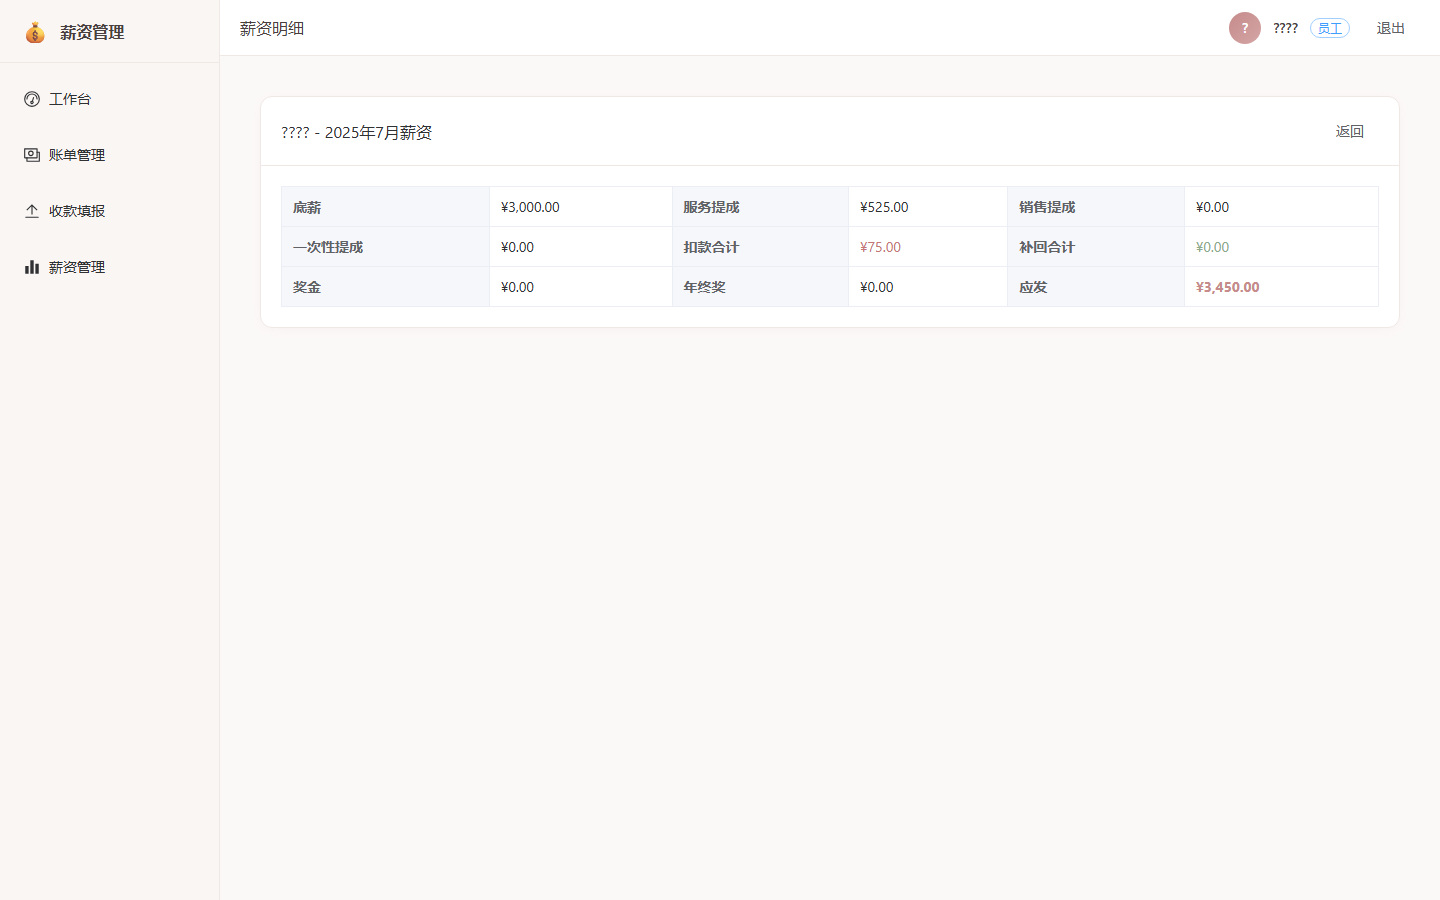 薪资管理
薪资明细
? ???? 员工 退出
工作台
账单管理
收款填报
薪资管理
???? - 2025年7月薪资 返回
底薪 ¥3,000.00 服务提成 ¥525.00 销售提成 ¥0.00
一次性提成 ¥0.00 扣款合计 ¥75.00 补回合计 ¥0.00
奖金 ¥0.00 年终奖 ¥0.00 应发 ¥3,450.00